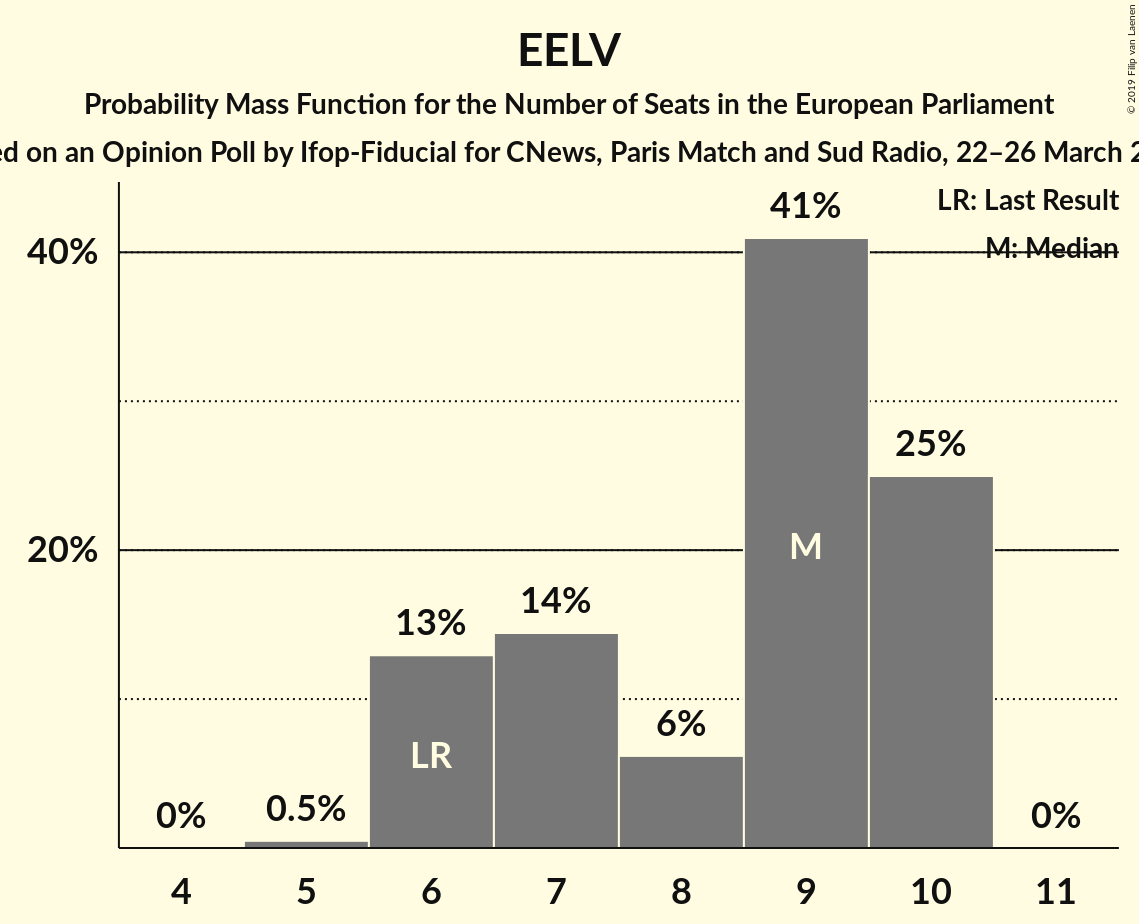 EELV
Probability Mass Function for the Number of Seats in the European Parliament
on an Opinion Poll by Ifop-Fiducial for CNews, Paris Match and Sud Radio, 22–26 March
© 2019 Filip van Laenen
LR: Last Result
M: Median
41%
40%
25%
M
20%
14%
13%
6%
LR
0%
0.5%
0%
4 5 6 7 8 9 10 11